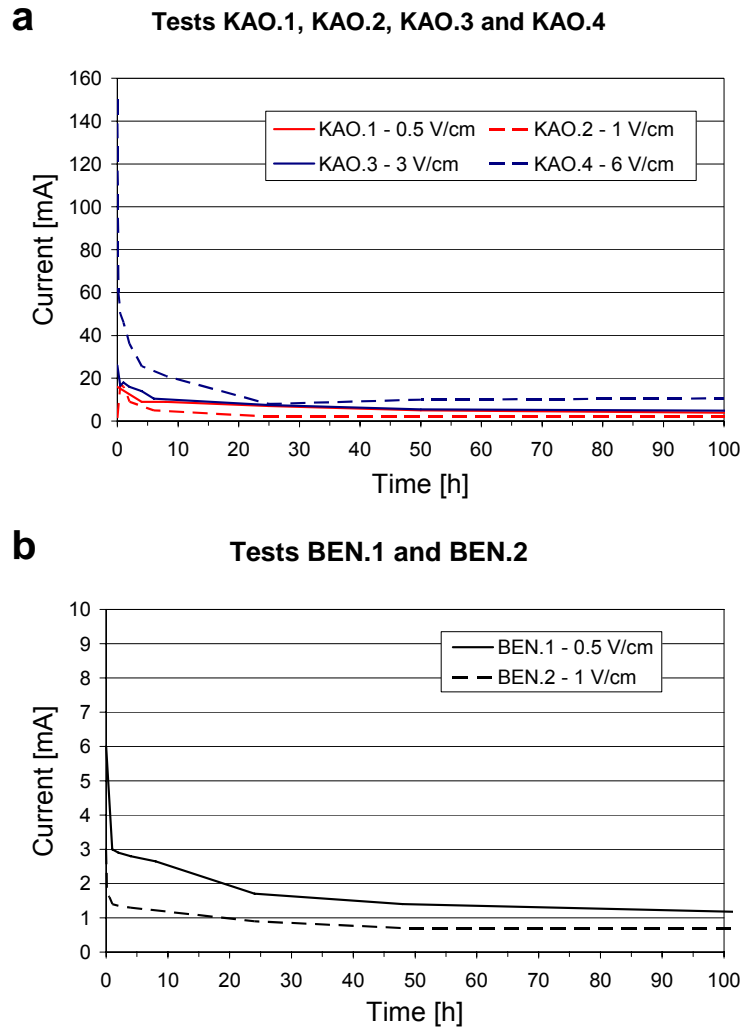 a
Tests KAO.1, KAO.2, KAO.3 and KAO.4
160
140
120
100
80
60
40
20
0
Current [mA]
KAO.1 - 0.5 V/cm
KAO.2 - 1 V/cm
KAO.3 - 3 V/cm
KAO.4 - 6 V/cm
0 10 20 30 40 50 60 70 80 90 100
Time [h]
b
Tests BEN.1 and BEN.2
10
9
8
7
6
5
4
3
2
1
0
Current [mA]
BEN.1 - 0.5 V/cm
BEN.2 - 1 V/cm
0 10 20 30 40 50 60 70 80 90 100
Time [h]